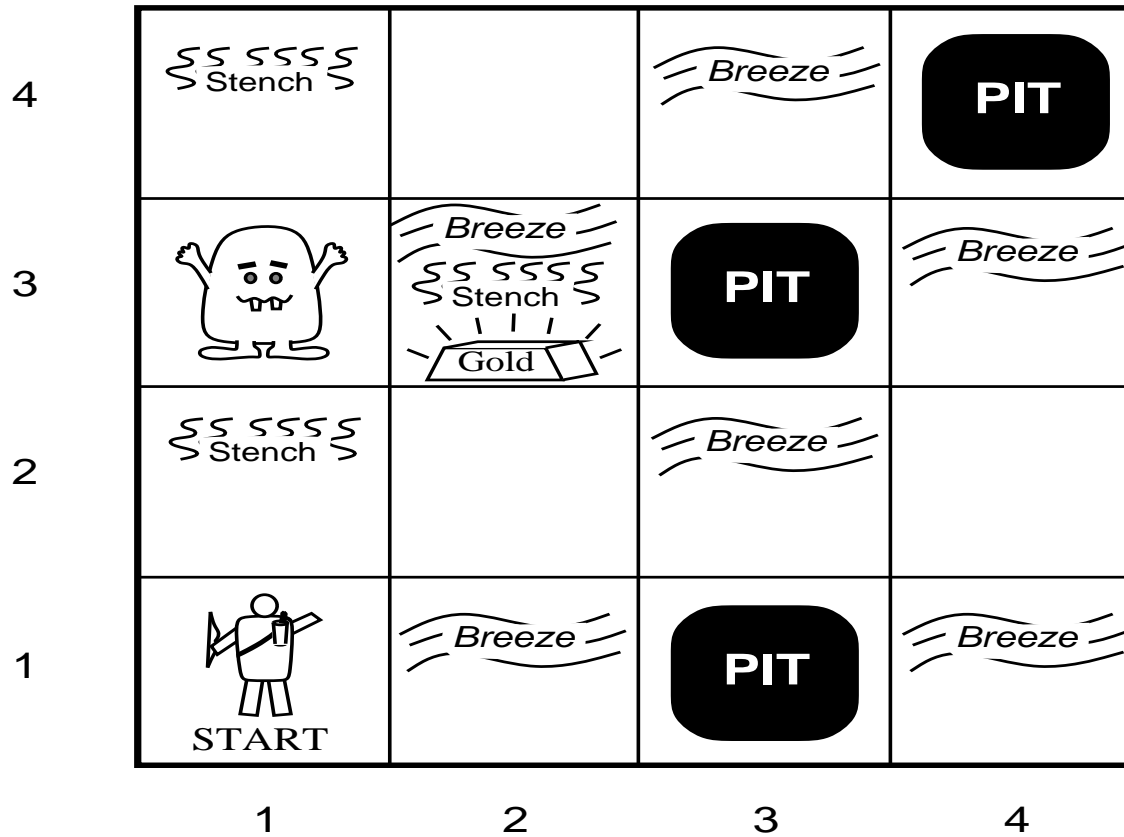 4 Stench Breeze PIT
Breeze
3 Stench PIT Breeze
Gold
2 Stench Breeze
1 Breeze PIT Breeze
START
1 2 3 4